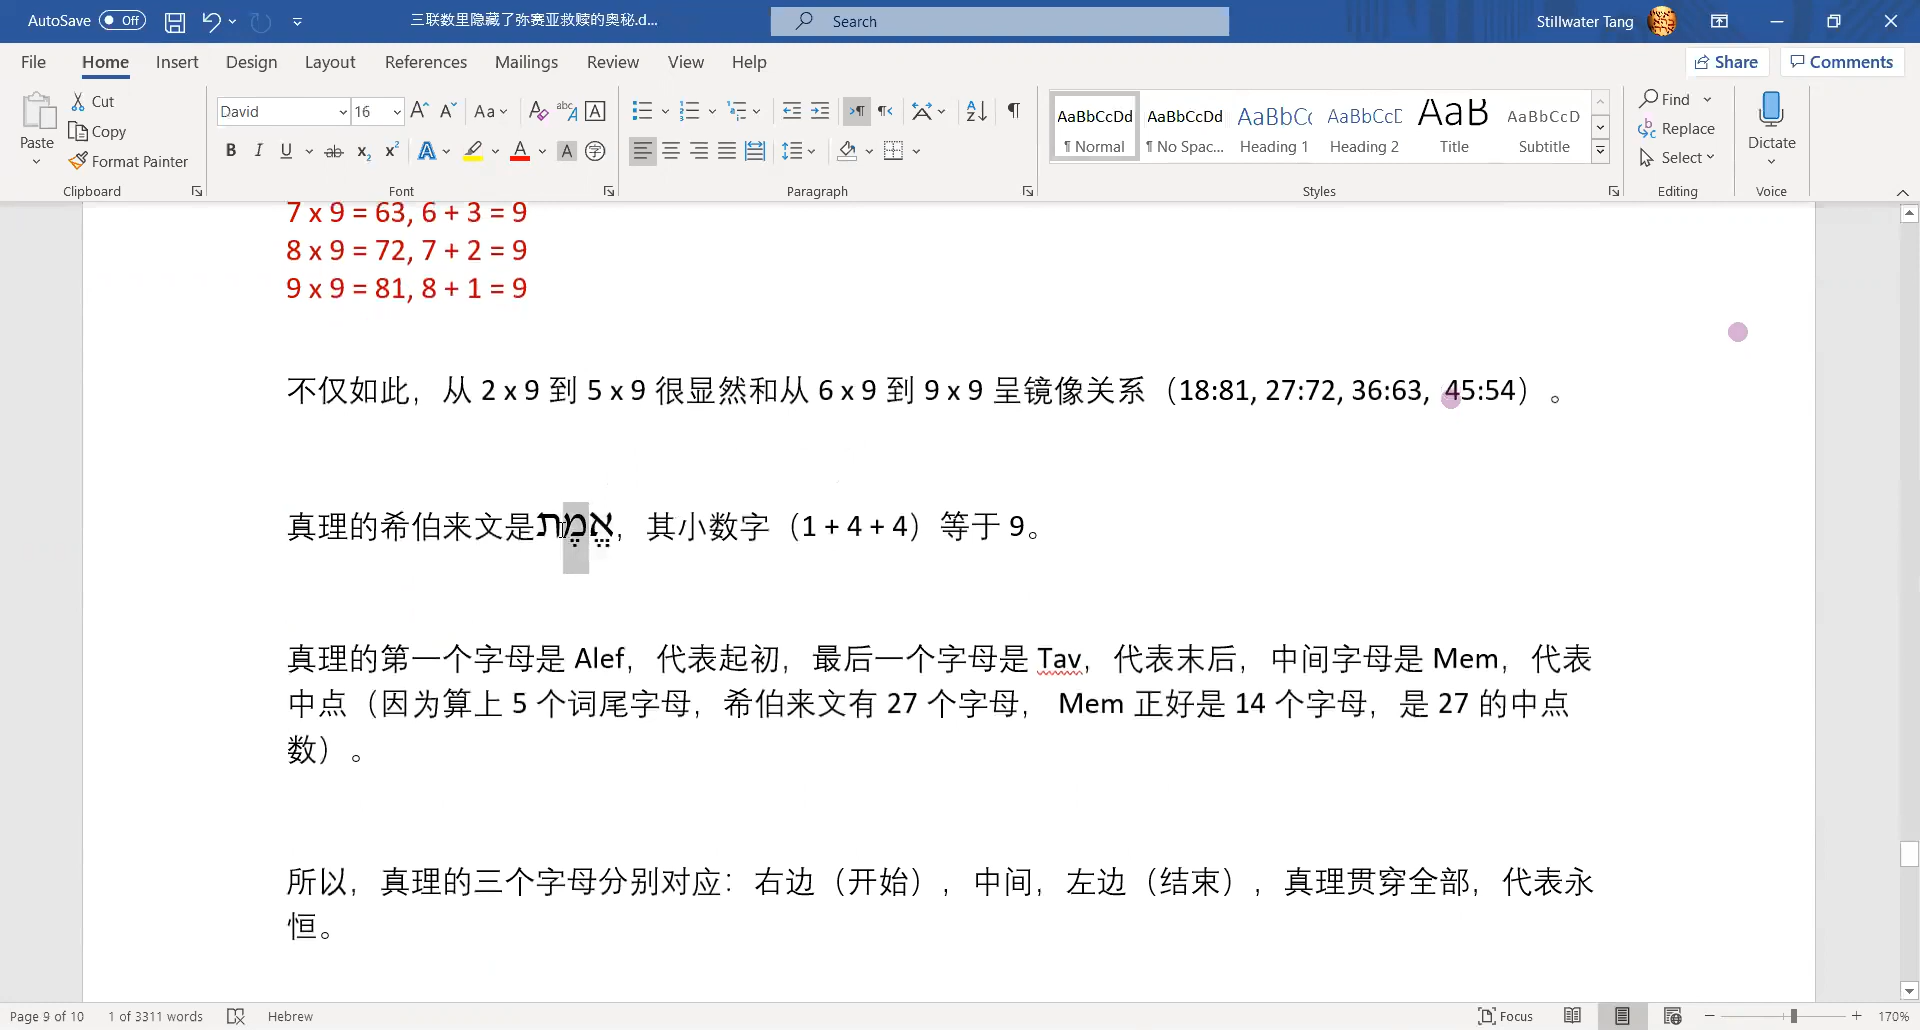 AutoSave Off 三联数里隐藏了弥赛亚救赎的奥秘.d... Search Stillwater Tang
File Home Insert Design Layout References Mailings Review View Help Share Comments
Paste Cut Copy Format Painter
David 16 Aa
AaBbCcDd AaBbCcDd AaBbCc AaBbCcD AaB AaBbCcD
¶ Normal ¶ No Spac... Heading 1 Heading 2 Title Subtitle
Find Replace Select Dictate
Clipboard Font Paragraph Styles Editing Voice
7 x 9 = 63, 6 + 3 = 9
8 x 9 = 72, 7 + 2 = 9
9 x 9 = 81, 8 + 1 = 9
不仅如此，从 2 x 9 到 5 x 9 很显然和从 6 x 9 到 9 x 9 呈镜像关系（18:81, 27:72, 36:63, 45:54）。
真理的希伯来文是אֱמֶת，其小数字（1 + 4 + 4）等于 9。
真理的第一个字母是 Alef，代表起初，最后一个字母是 Tav，代表末后，中间字母是 Mem，代表
中点（因为算上 5 个词尾字母，希伯来文有 27 个字母， Mem 正好是 14 个字母，是 27 的中点
数）。
所以，真理的三个字母分别对应：右边（开始），中间，左边（结束），真理贯穿全部，代表永
恒。
Page 9 of 10 1 of 3311 words Hebrew Focus 170%